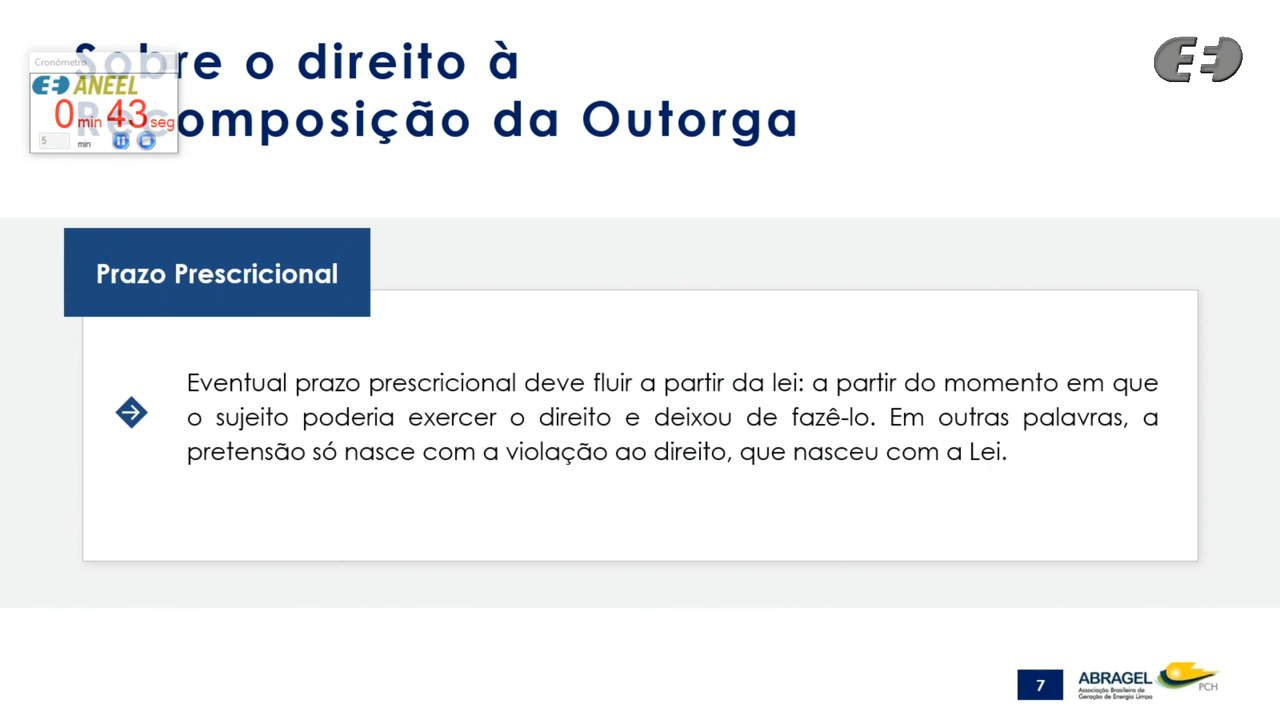 Sobre o direito à
Recomposição da Outorga
Cronômetro
ANEEL
0 min 43 seg
5 min
Prazo Prescricional
Eventual prazo prescricional deve fluir a partir da lei: a partir do momento em que
o sujeito poderia exercer o direito e deixou de fazê-lo. Em outras palavras, a
pretensão só nasce com a violação ao direito, que nasceu com a Lei.
7
ABRAGEL
Associação Brasileira de
Geração de Energia Limpa
PCH